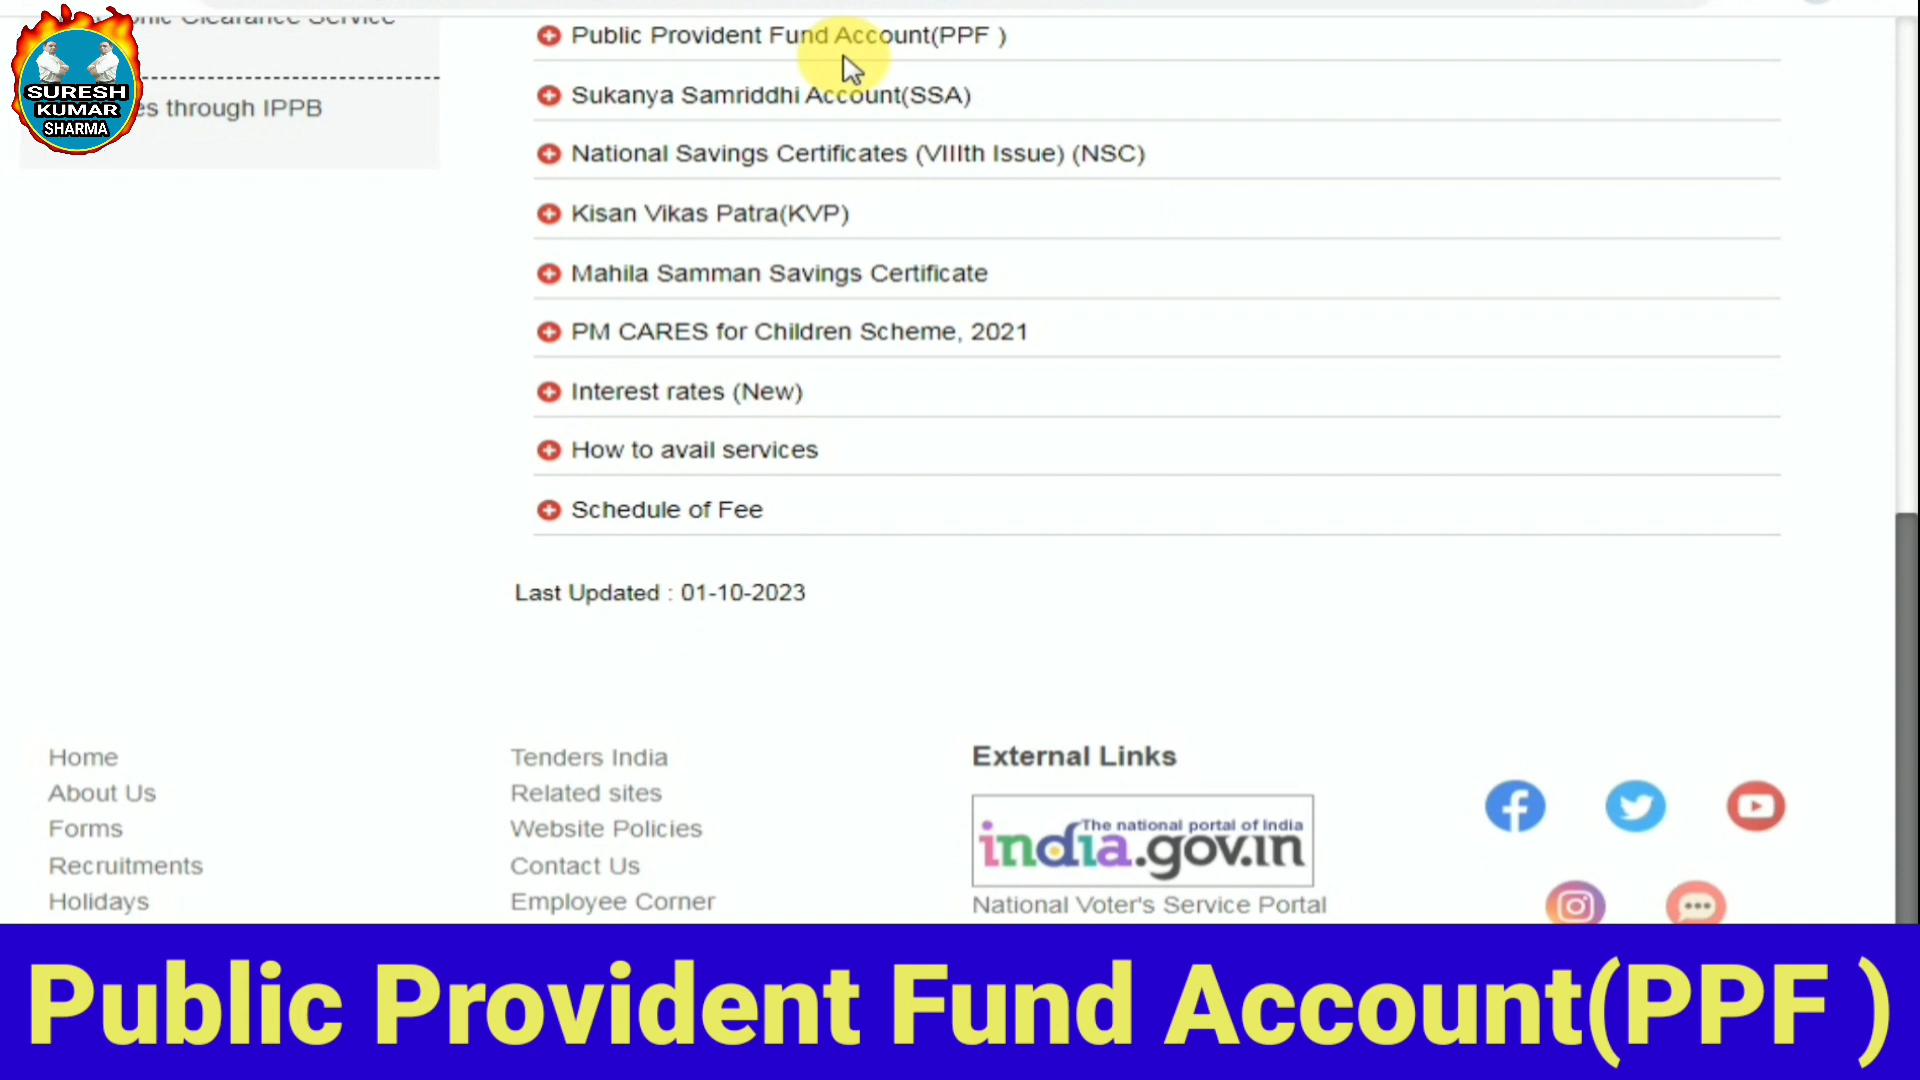 nic Clearance Service
es through IPPB
SURESH
KUMAR
SHARMA
Public Provident Fund Account(PPF )
Sukanya Samriddhi Account(SSA)
National Savings Certificates (VIIIth Issue) (NSC)
Kisan Vikas Patra(KVP)
Mahila Samman Savings Certificate
PM CARES for Children Scheme, 2021
Interest rates (New)
How to avail services
Schedule of Fee
Last Updated : 01-10-2023
Home
About Us
Forms
Recruitments
Holidays
Tenders India
Related sites
Website Policies
Contact Us
Employee Corner
External Links
The national portal of India
india.gov.in
National Voter's Service Portal
Public Provident Fund Account(PPF )